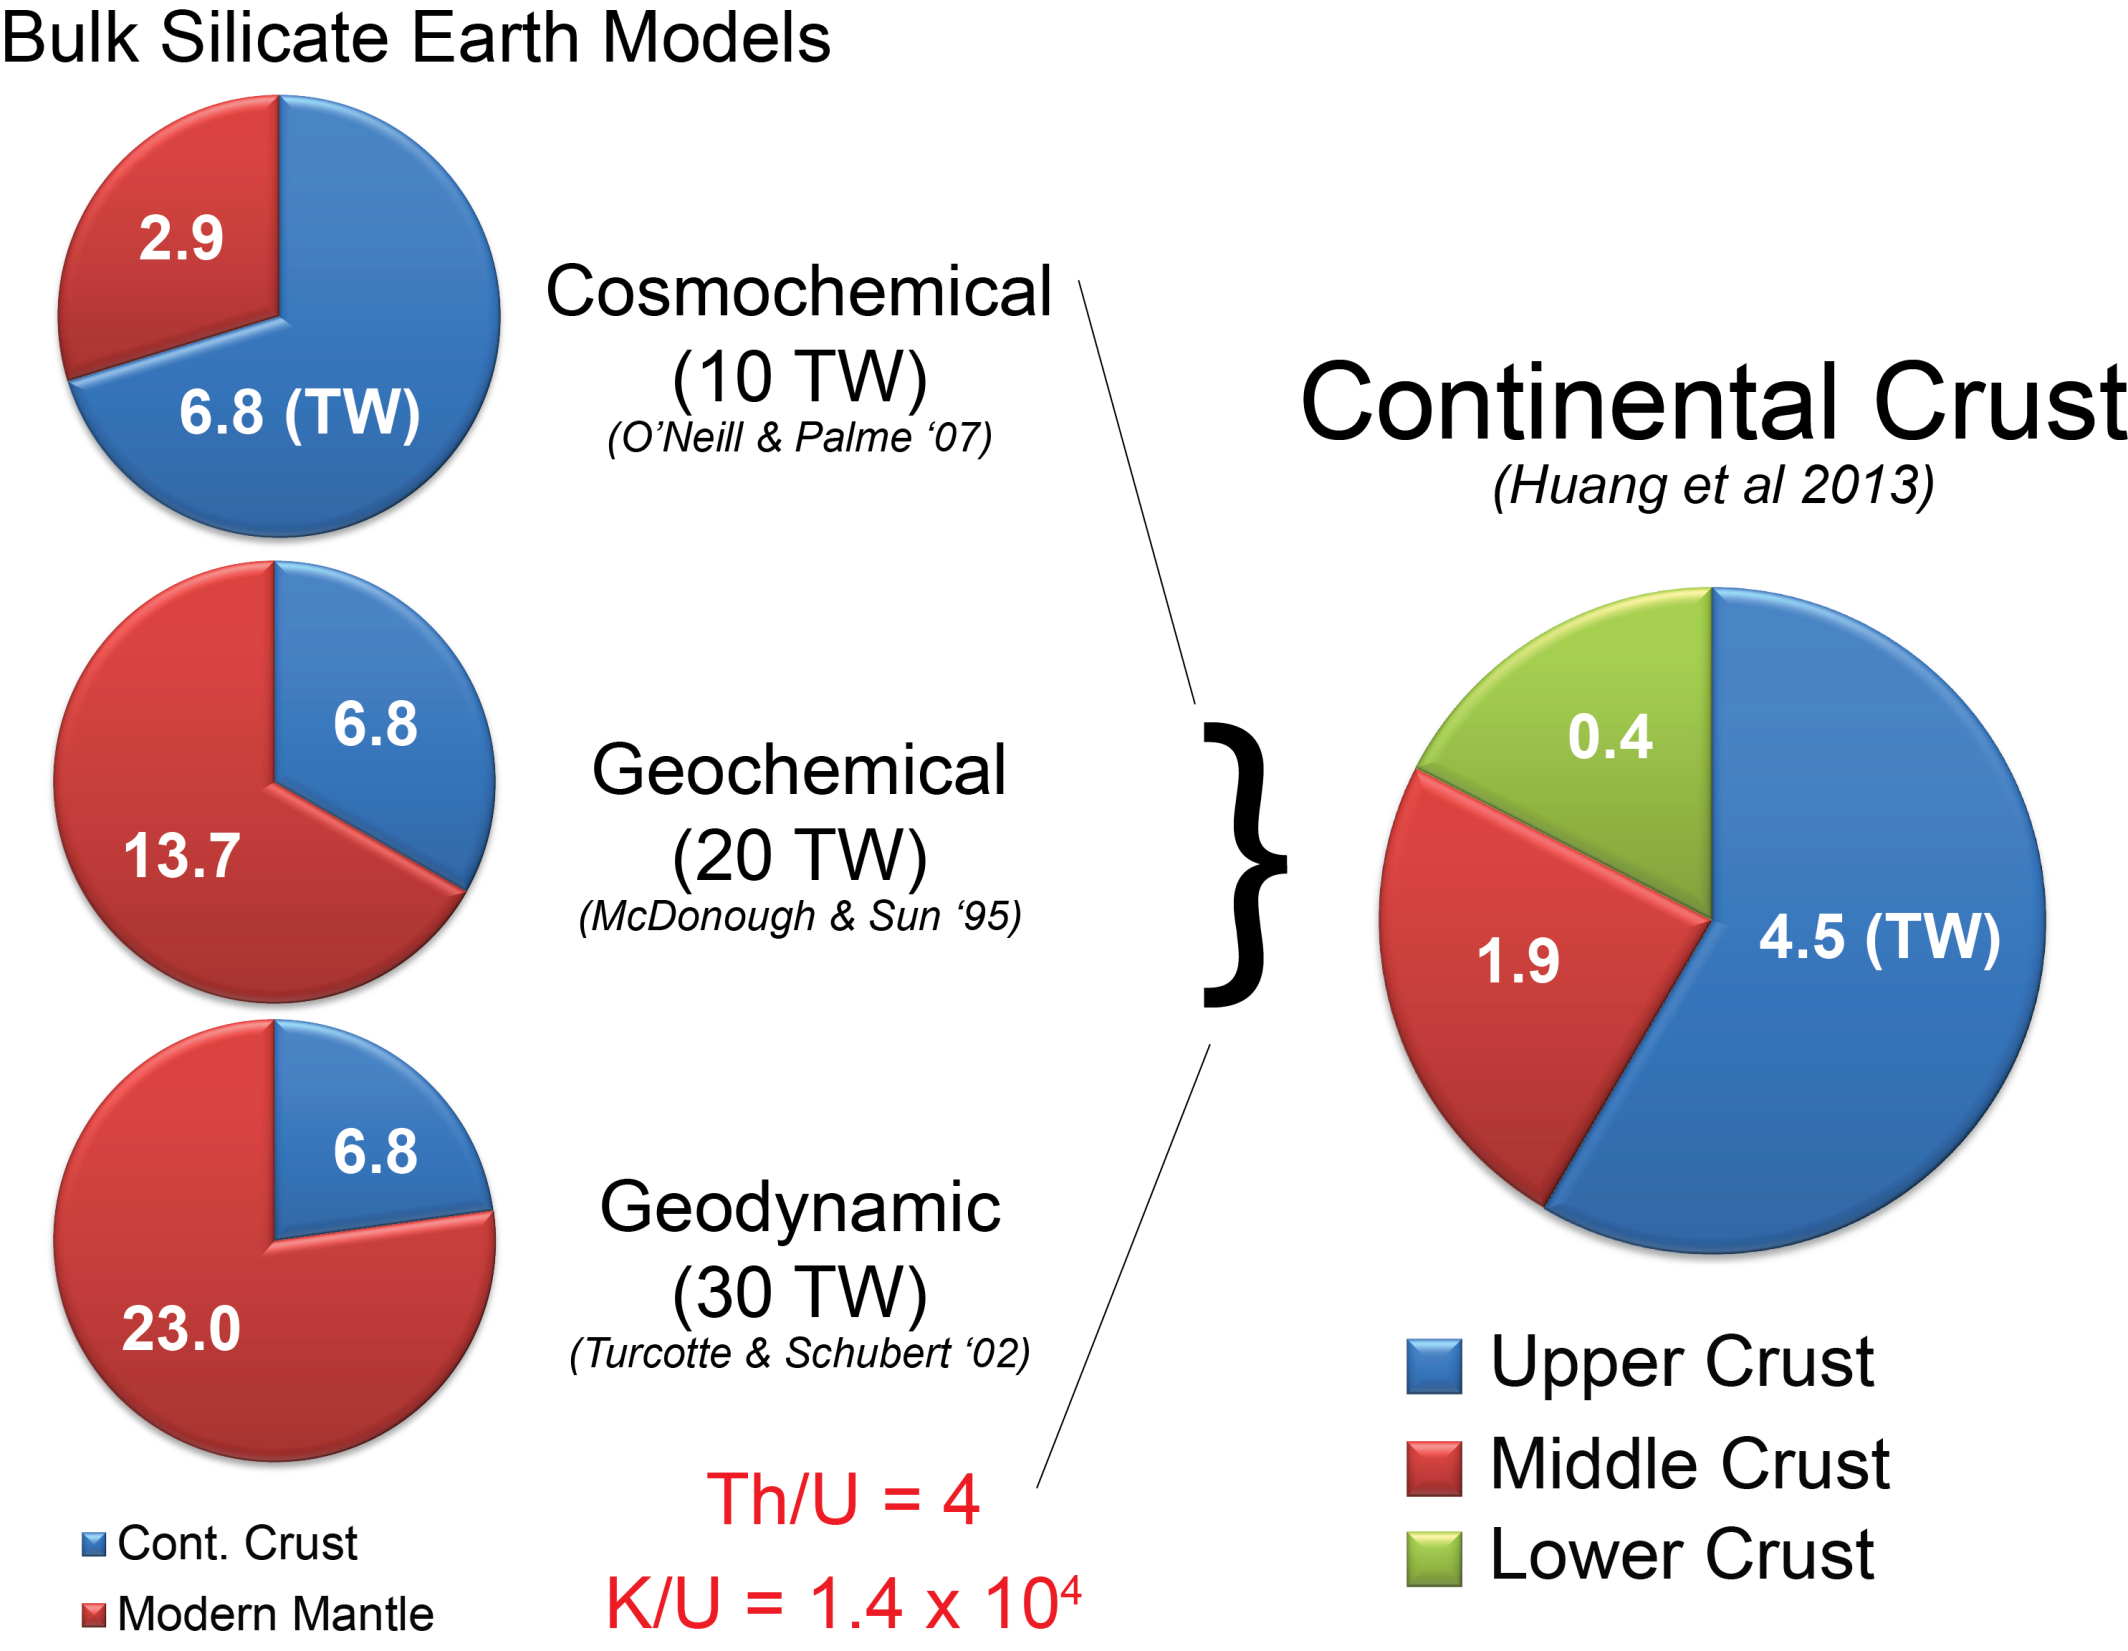 Bulk Silicate Earth Models
2.9
6.8 (TW)
Cosmochemical
(10 TW)
(O’Neill & Palme ‘07)
6.8
13.7
Geochemical
(20 TW)
(McDonough & Sun ‘95)
6.8
23.0
Geodynamic
(30 TW)
(Turcotte & Schubert ‘02)
Th/U = 4
K/U = 1.4 x 10⁴
Cont. Crust
Modern Mantle
}
Continental Crust
(Huang et al 2013)
0.4
4.5 (TW)
1.9
Upper Crust
Middle Crust
Lower Crust